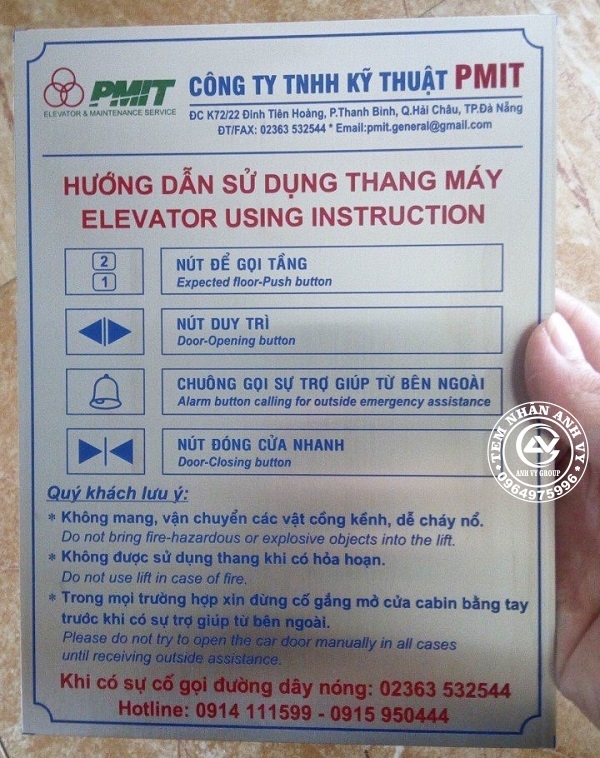 PMIT
ELEVATOR & MAINTENANCE SERVICE
CÔNG TY TNHH KỸ THUẬT PMIT
ĐC K72/22 Đinh Tiên Hoàng, P.Thanh Bình, Q.Hải Châu, TP.Đà Nẵng
ĐT/FAX: 02363 532544 * Email:pmit.general@gmail.com
HƯỚNG DẪN SỬ DỤNG THANG MÁY
ELEVATOR USING INSTRUCTION
2
1
NÚT ĐỂ GỌI TẦNG
Expected floor-Push button
NÚT DUY TRÌ
Door-Opening button
CHUÔNG GỌI SỰ TRỢ GIÚP TỪ BÊN NGOÀI
Alarm button calling for outside emergency assistance
NÚT ĐÓNG CỬA NHANH
Door-Closing button
Quý khách lưu ý:
* Không mang, vận chuyển các vật cồng kềnh, dễ cháy nổ.
Do not bring fire-hazardous or explosive objects into the lift.
* Không được sử dụng thang khi có hỏa hoạn.
Do not use lift in case of fire.
* Trong mọi trường hợp xin đừng cố gắng mở cửa cabin bằng tay
trước khi có sự trợ giúp từ bên ngoài.
Please do not try to open the car door manually in all cases
until receiving outside assistance.
Khi có sự cố gọi đường dây nóng: 02363 532544
Hotline: 0914 111599 - 0915 950444
TEM NHÃN ANH VY
ANH VY GROUP
* 0964975996 *